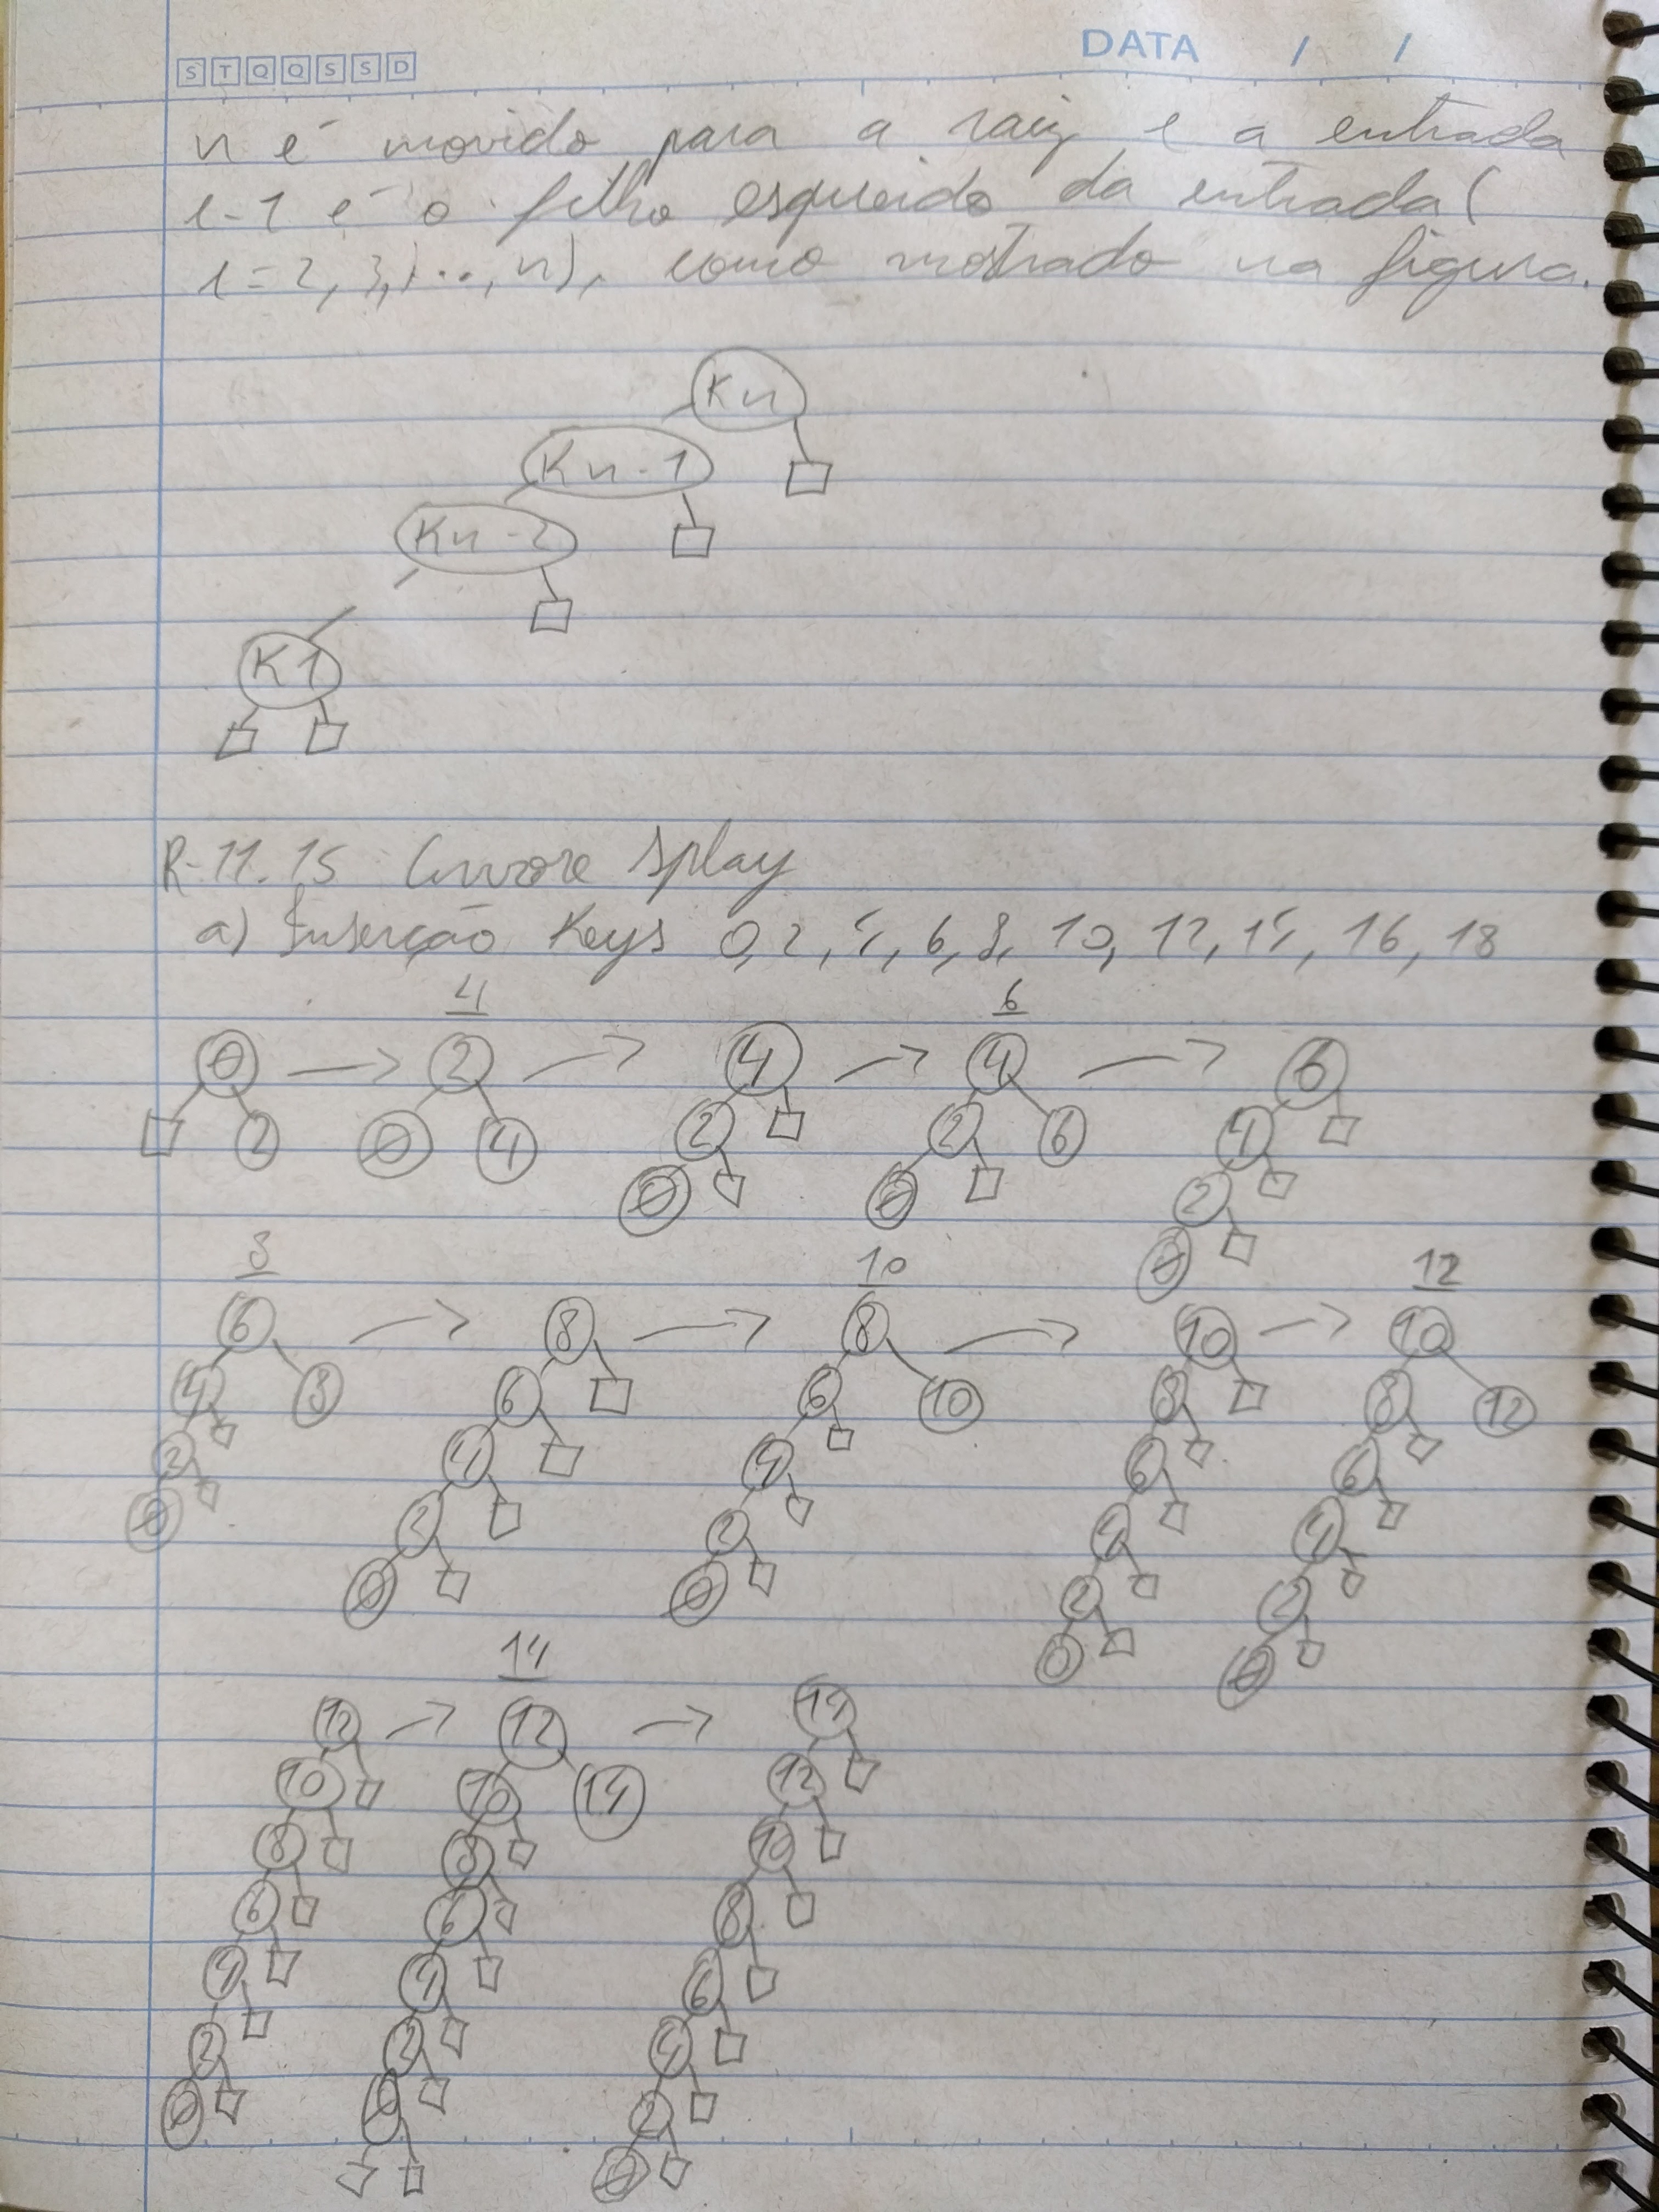 S T Q Q S S D
DATA / /
n é movido para a raiz e a entrada
i-1 é o filho esquerdo da entrada (
i=2, 3, ..., n), como mostrado na figura.
Kn
Kn-1
Kn-2
K1
R-11.15 Árvore Splay
a) Inserção Keys 0, 2, 4, 6, 8, 10, 12, 14, 16, 18
4 6
0 → 2 → 4 → 4 → 6
2 0 4 2 2 6 4
0 0 2
0
8 10 12
6 → 8 → 8 → 10 → 10
4 8 6 6 10 8 8 12
2 4 4 6 6
0 2 2 4 4
0 0 2 2
0 0
14
12 → 12 → 14
10 10 14 12
8 8 10
6 6 8
4 4 6
2 2 4
0 0 2
0